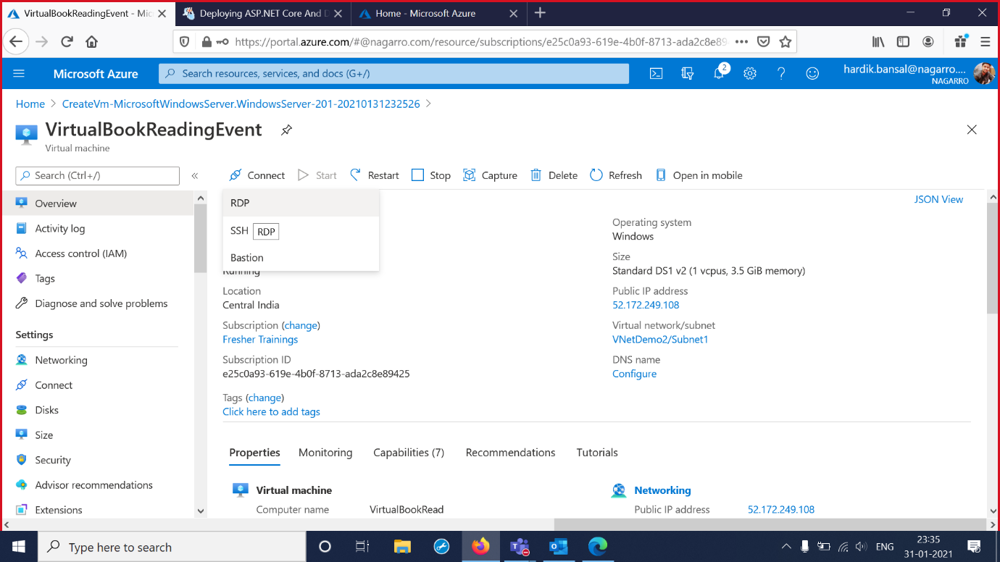 VirtualBookReadingEvent - Mic
Deploying ASP.NET Core And D
Home - Microsoft Azure
https://portal.azure.com/#@nagarro.com/resource/subscriptions/e25c0a93-619e-4b0f-8713-ada2c8e89
Microsoft Azure
Search resources, services, and docs (G+/)
2
hardik.bansal@nagarro....
NAGARRO
Home > CreateVm-MicrosoftWindowsServer.WindowsServer-201-20210131232526 >
VirtualBookReadingEvent
Virtual machine
Search (Ctrl+/)
«
Connect
Start
Restart
Stop
Capture
Delete
Refresh
Open in mobile
Overview
Activity log
Access control (IAM)
Tags
Diagnose and solve problems
Settings
Networking
Connect
Disks
Size
Security
Advisor recommendations
Extensions
RDP
SSH
RDP
Bastion
Running
Location
Central India
Subscription (change)
Fresher Trainings
Subscription ID
e25c0a93-619e-4b0f-8713-ada2c8e89425
Tags (change)
Click here to add tags
JSON View
Operating system
Windows
Size
Standard DS1 v2 (1 vcpus, 3.5 GiB memory)
Public IP address
52.172.249.108
Virtual network/subnet
VNetDemo2/Subnet1
DNS name
Configure
Properties
Monitoring
Capabilities (7)
Recommendations
Tutorials
Virtual machine
Computer name
VirtualBookRead
Networking
Public IP address
52.172.249.108
Type here to search
ENG
23:35
31-01-2021